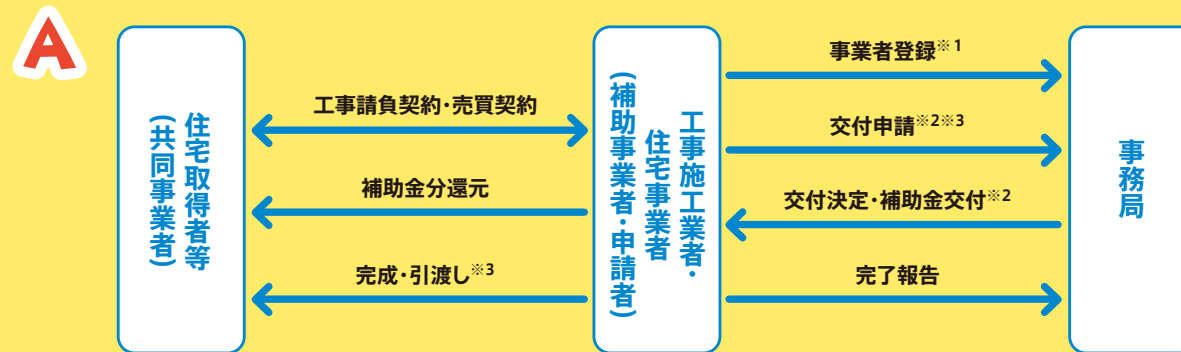 A
住宅取得者等
(共同事業者)
工事請負契約・売買契約
補助金分還元
完成・引渡し※3
工事施工業者・
住宅事業者
(補助事業者・申請者)
事業者登録※1
交付申請※2※3
交付決定・補助金交付※2
完了報告
事務局